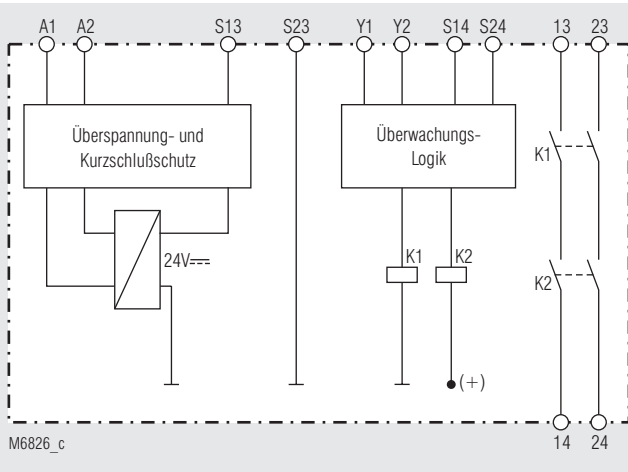 A1 A2 S13 S23 Y1 Y2 S14 S24 13 23
Überspannung- und
Kurzschlußschutz
Überwachungs-
Logik
K1
24V
K1 K2
K2
(+)
M6826_c
14 24